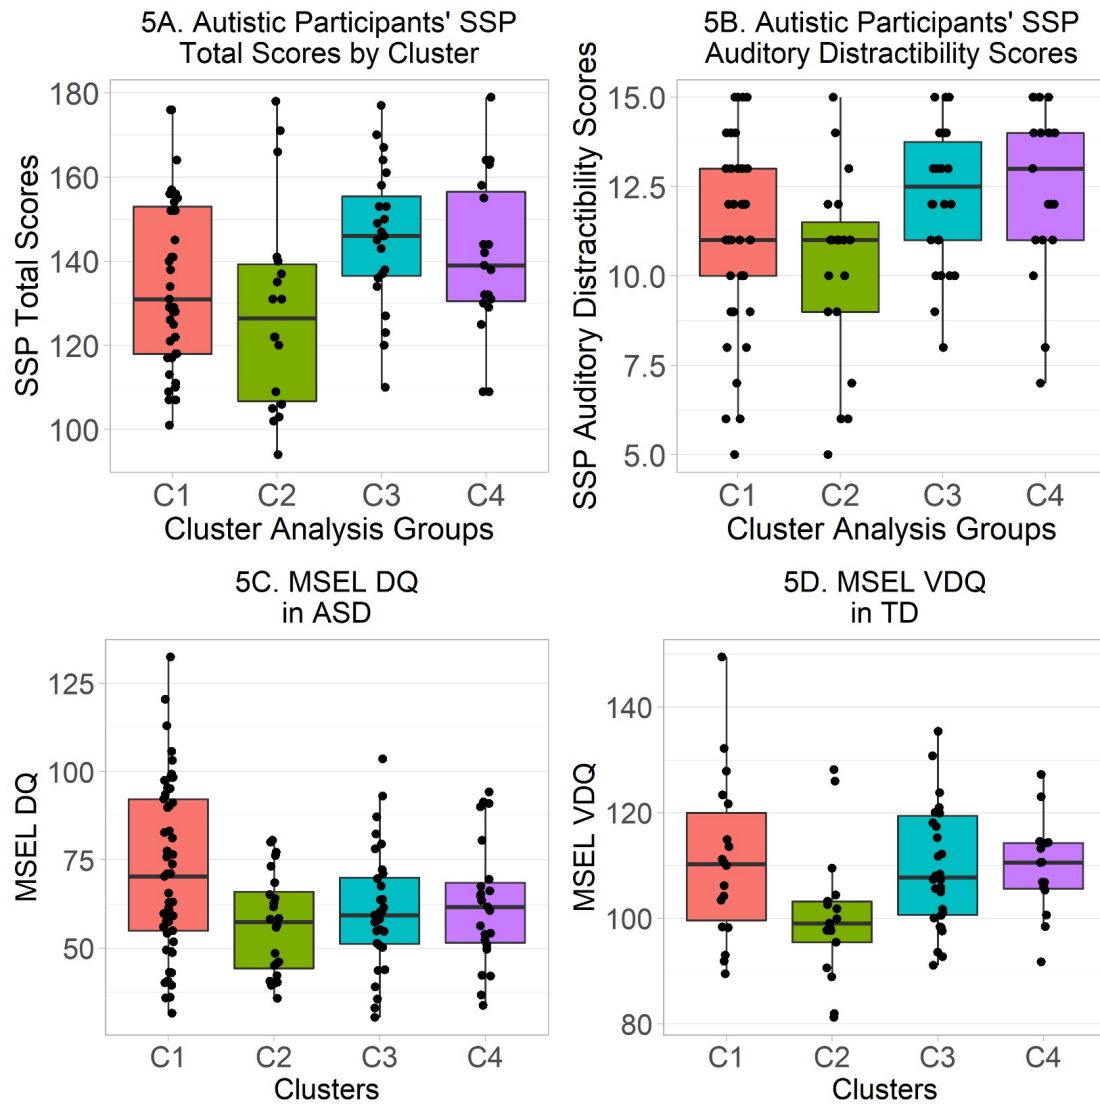 5A. Autistic Participants' SSP
Total Scores by Cluster
SSP Total Scores
180
160
140
120
100
C1 C2 C3 C4
Cluster Analysis Groups
5B. Autistic Participants' SSP
Auditory Distractibility Scores
SSP Auditory Distractibility Scores
15.0
12.5
10.0
7.5
5.0
C1 C2 C3 C4
Cluster Analysis Groups
5C. MSEL DQ
in ASD
MSEL DQ
125
100
75
50
C1 C2 C3 C4
Clusters
5D. MSEL VDQ
in TD
MSEL VDQ
140
120
100
80
C1 C2 C3 C4
Clusters